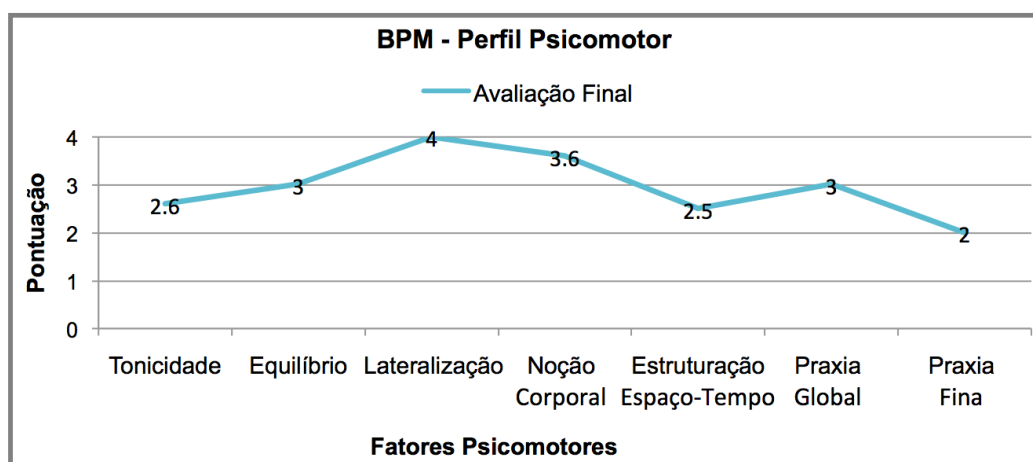 BPM - Perfil Psicomotor
Avaliação Final
Pontuação
4
3
2
1
0
2.6
3
4
3.6
2.5
3
2
Tonicidade Equilíbrio Lateralização Noção Estruturação Praxia Praxia
Corporal Espaço-Tempo Global Fina
Fatores Psicomotores